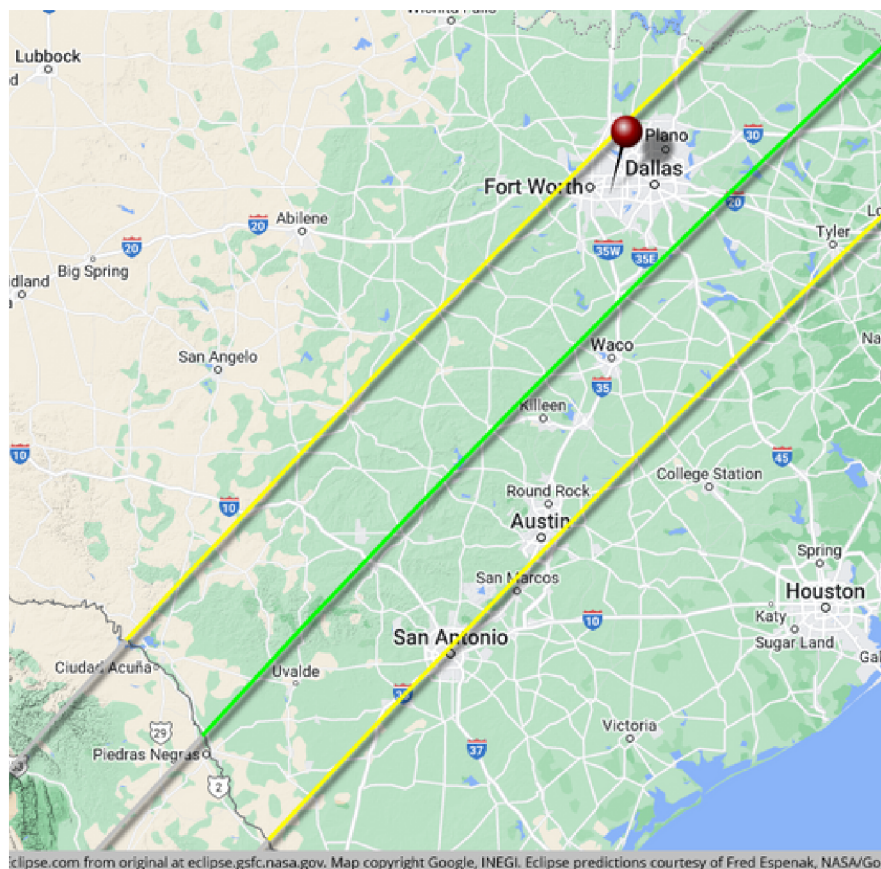 Wichita Falls
Lubbock
30
Plano
Dallas
Fort Worth
20
Abilene
20
20
Tyler
35W
35E
Big Spring
San Angelo
Waco
35
Killeen
10
45
College Station
Round Rock
10
Austin
Spring
San Marcos
Houston
Katy
10
San Antonio
Sugar Land
Ciudad Acuña
Uvalde
29
Victoria
Piedras Negras
37
2
Eclipse.com from original at eclipse.gsfc.nasa.gov. Map copyright Google, INEGI. Eclipse predictions courtesy of Fred Espenak, NASA/Go